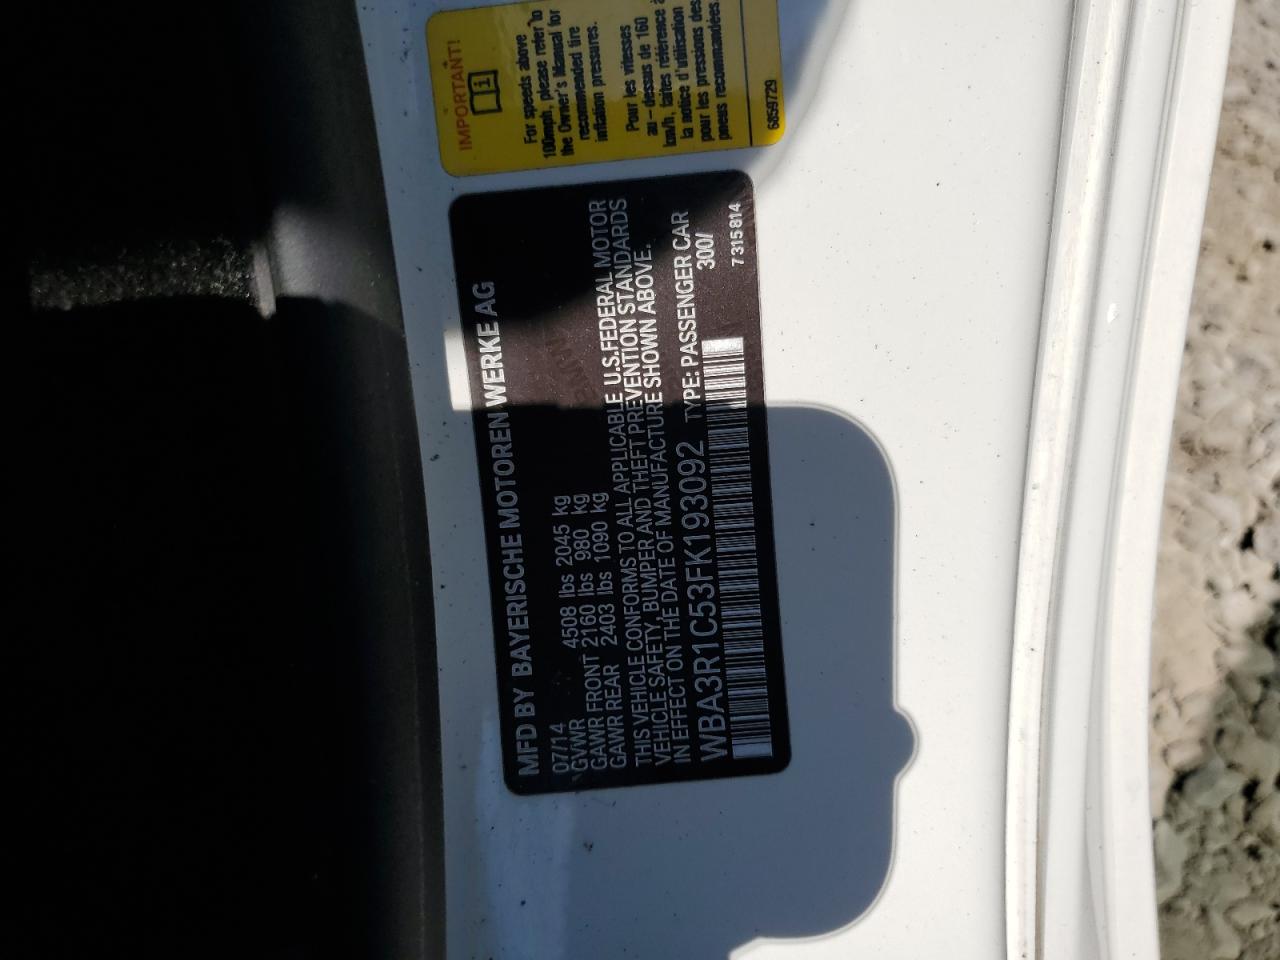 IMPORTANT!
For speeds above
100mph, please refer to
the Owner's Manual for
recommended tire
inflation pressures.
Pour les vitesses
au-dessus de 160
km/h, faites référence à
la notice d'utilisation
pour les pressions des
pneus recommandées.
6859729
MFD BY BAYERISCHE MOTOREN WERKE AG
07/14
GVWR 4508 lbs 2045 kg
GAWR FRONT 2160 lbs 980 kg
GAWR REAR 2403 lbs 1090 kg
THIS VEHICLE CONFORMS TO ALL APPLICABLE U.S.FEDERAL MOTOR
VEHICLE SAFETY, BUMPER AND THEFT PREVENTION STANDARDS
IN EFFECT ON THE DATE OF MANUFACTURE SHOWN ABOVE.
WBA3R1C53FK193092 TYPE: PASSENGER CAR
300/
7315814